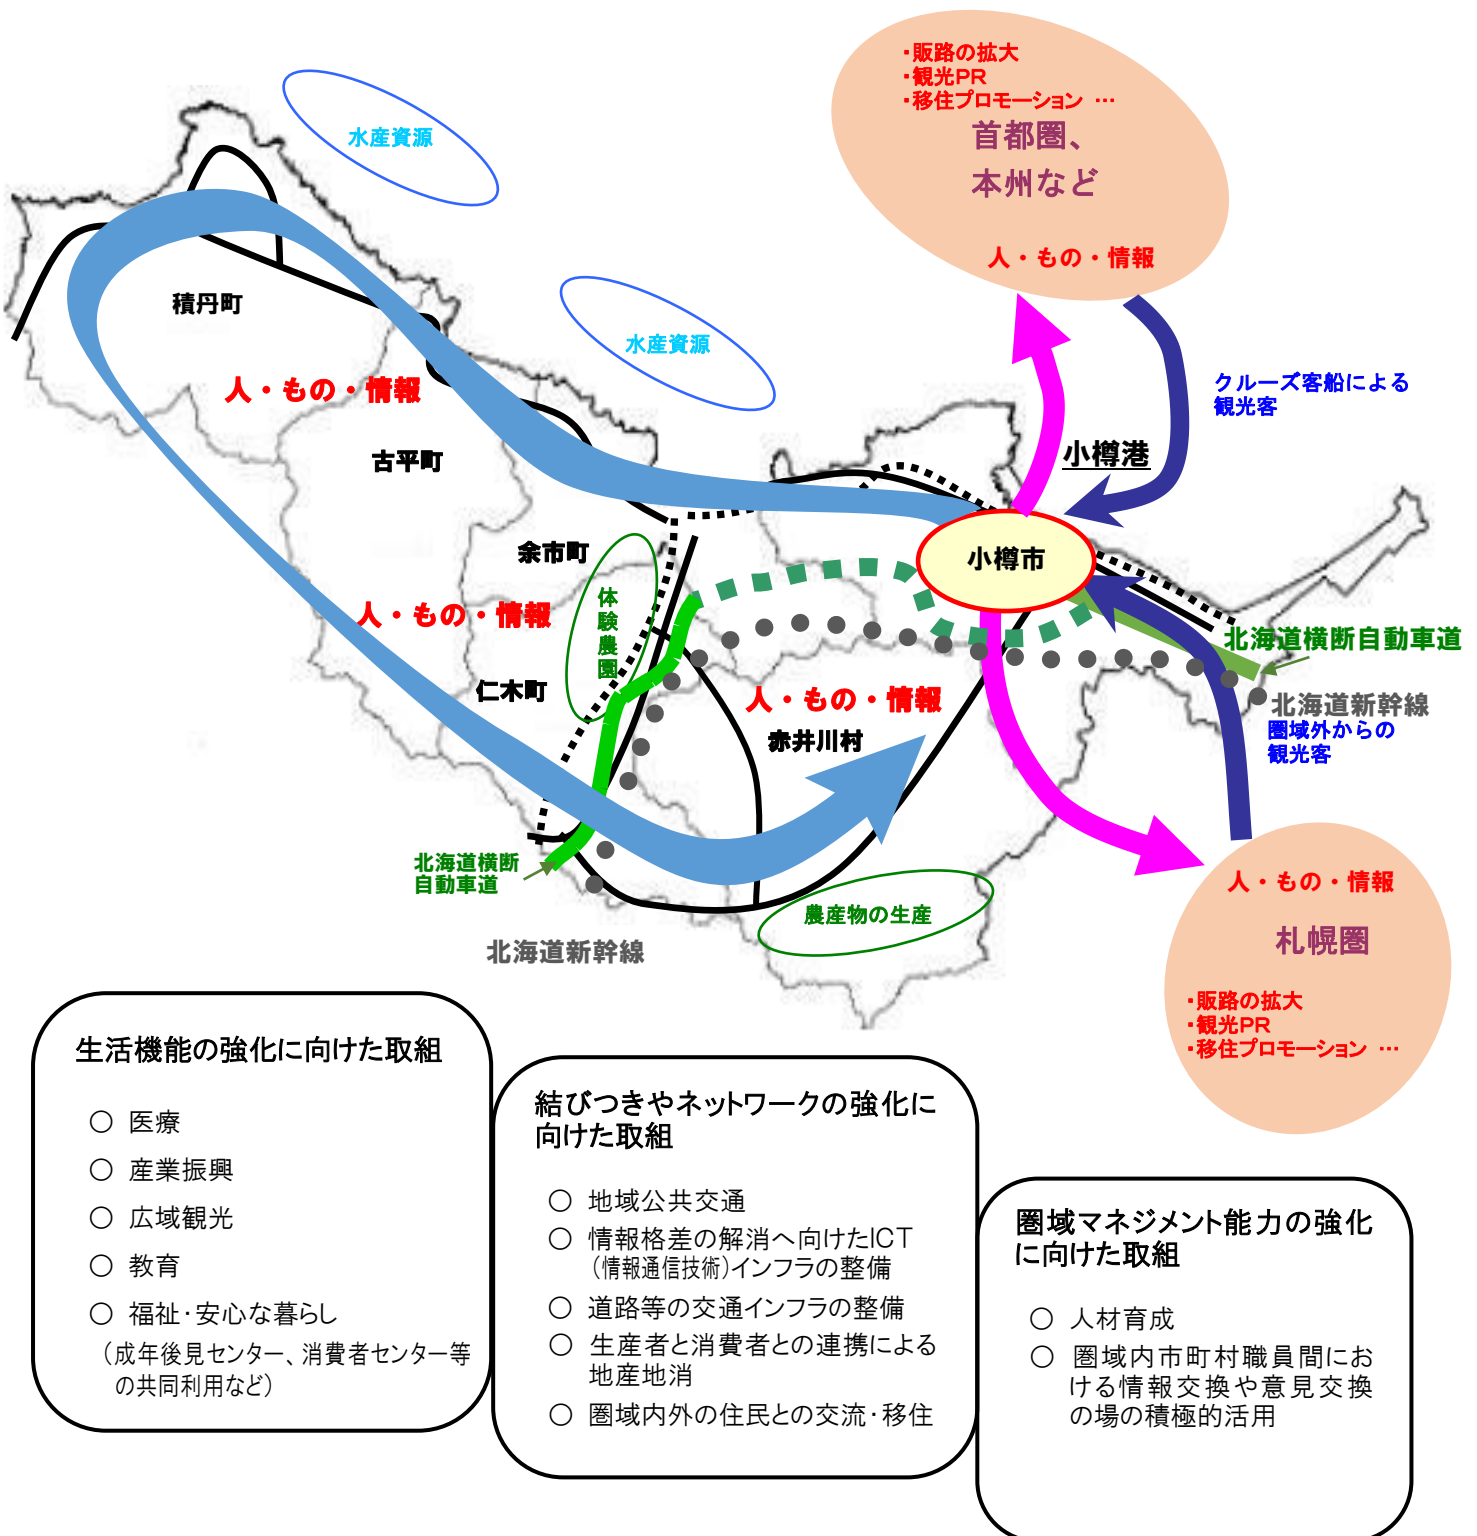 ・販路の拡大
・観光PR
・移住プロモーション …
首都圏、
本州など
人・もの・情報
水産資源
水産資源
積丹町
人・もの・情報
古平町
クルーズ客船による
観光客
小樽港
小樽市
余市町
人・もの・情報
体験農園
仁木町
人・もの・情報
赤井川村
北海道横断自動車道
北海道新幹線
圏域外からの
観光客
北海道横断
自動車道
北海道新幹線
農産物の生産
人・もの・情報
札幌圏
・販路の拡大
・観光PR
・移住プロモーション …
生活機能の強化に向けた取組
○ 医療
○ 産業振興
○ 広域観光
○ 教育
○ 福祉・安心な暮らし
（成年後見センター、消費者センター等
の共同利用など）
結びつきやネットワークの強化に
向けた取組
○ 地域公共交通
○ 情報格差の解消へ向けたICT
（情報通信技術）インフラの整備
○ 道路等の交通インフラの整備
○ 生産者と消費者との連携による
地産地消
○ 圏域内外の住民との交流・移住
圏域マネジメント能力の強化
に向けた取組
○ 人材育成
○ 圏域内市町村職員間にお
ける情報交換や意見交換
の場の積極的活用